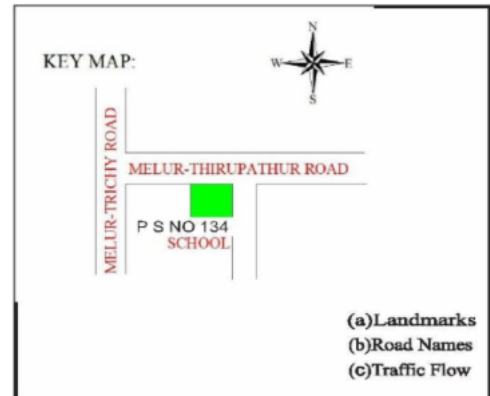 N
KEY MAP:
W
E
S
MELUR-TRICHY ROAD
MELUR-THIRUPATHUR ROAD
P S NO 134
SCHOOL
(a)Landmarks
(b)Road Names
(c)Traffic Flow